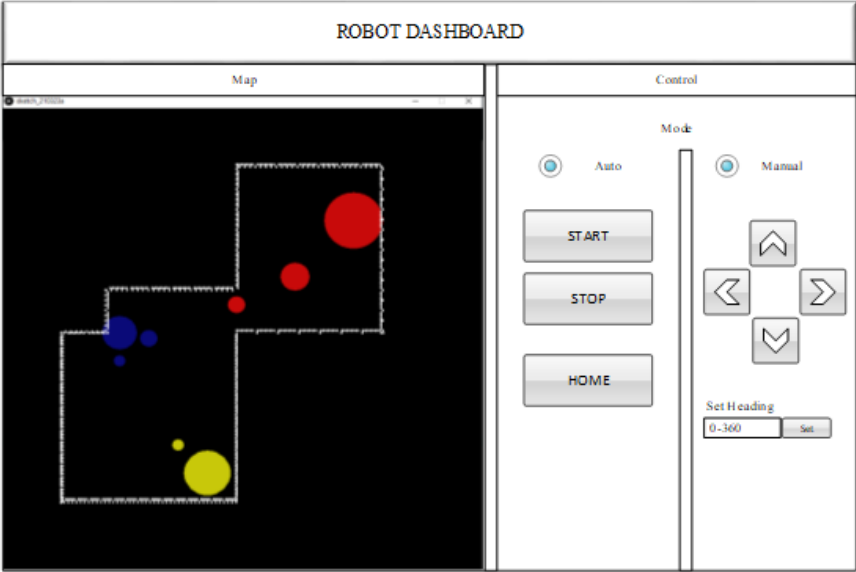 ROBOT DASHBOARD
Map
Control
Mode
Auto
Manual
START
STOP
HOME
Set Heading
0-360
Set